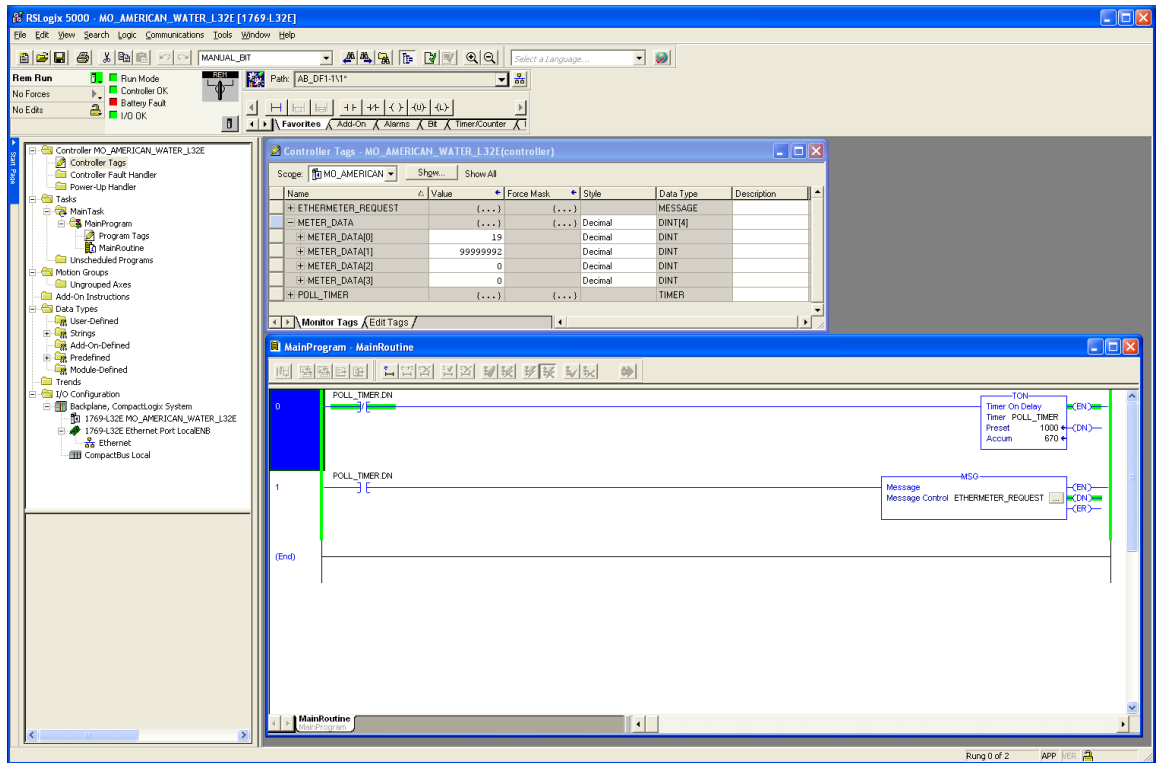 RSLogix 5000 - MO_AMERICAN_WATER_L32E [1769-L32E]
File Edit View Search Logic Communications Tools Window Help
MANUAL_BIT
Select a Language...
Rem Run
Run Mode
No Forces
Controller OK
Battery Fault
No Edits
I/O OK
REM
Path: AB_DF1-1\1*
Favorites Add-On Alarms Bit Timer/Counter
Start Page
Controller MO_AMERICAN_WATER_L32E
Controller Tags
Controller Fault Handler
Power-Up Handler
Tasks
MainTask
MainProgram
Program Tags
MainRoutine
Unscheduled Programs
Motion Groups
Ungrouped Axes
Add-On Instructions
Data Types
User-Defined
Strings
Add-On-Defined
Predefined
Module-Defined
Trends
I/O Configuration
Backplane, CompactLogix System
1769-L32E MO_AMERICAN_WATER_L32E
1769-L32E Ethernet Port LocalENB
Ethernet
CompactBus Local
Controller Tags - MO_AMERICAN_WATER_L32E(controller)
Scope: MO_AMERICAN Show... Show All
Name Value Force Mask Style Data Type Description
ETHERMETER_REQUEST {...} {...} MESSAGE
METER_DATA {...} {...} Decimal DINT[4]
METER_DATA[0] 19 Decimal DINT
METER_DATA[1] 99999992 Decimal DINT
METER_DATA[2] 0 Decimal DINT
METER_DATA[3] 0 Decimal DINT
POLL_TIMER {...} {...} TIMER
Monitor Tags Edit Tags
MainProgram - MainRoutine
0
POLL_TIMER.DN
TON
Timer On Delay
Timer POLL_TIMER
Preset 1000
Accum 670
EN
DN
1
POLL_TIMER.DN
MSG
Message
Message Control ETHERMETER_REQUEST ...
EN
DN
ER
(End)
MainRoutine
MainProgram
Rung 0 of 2 APP VER